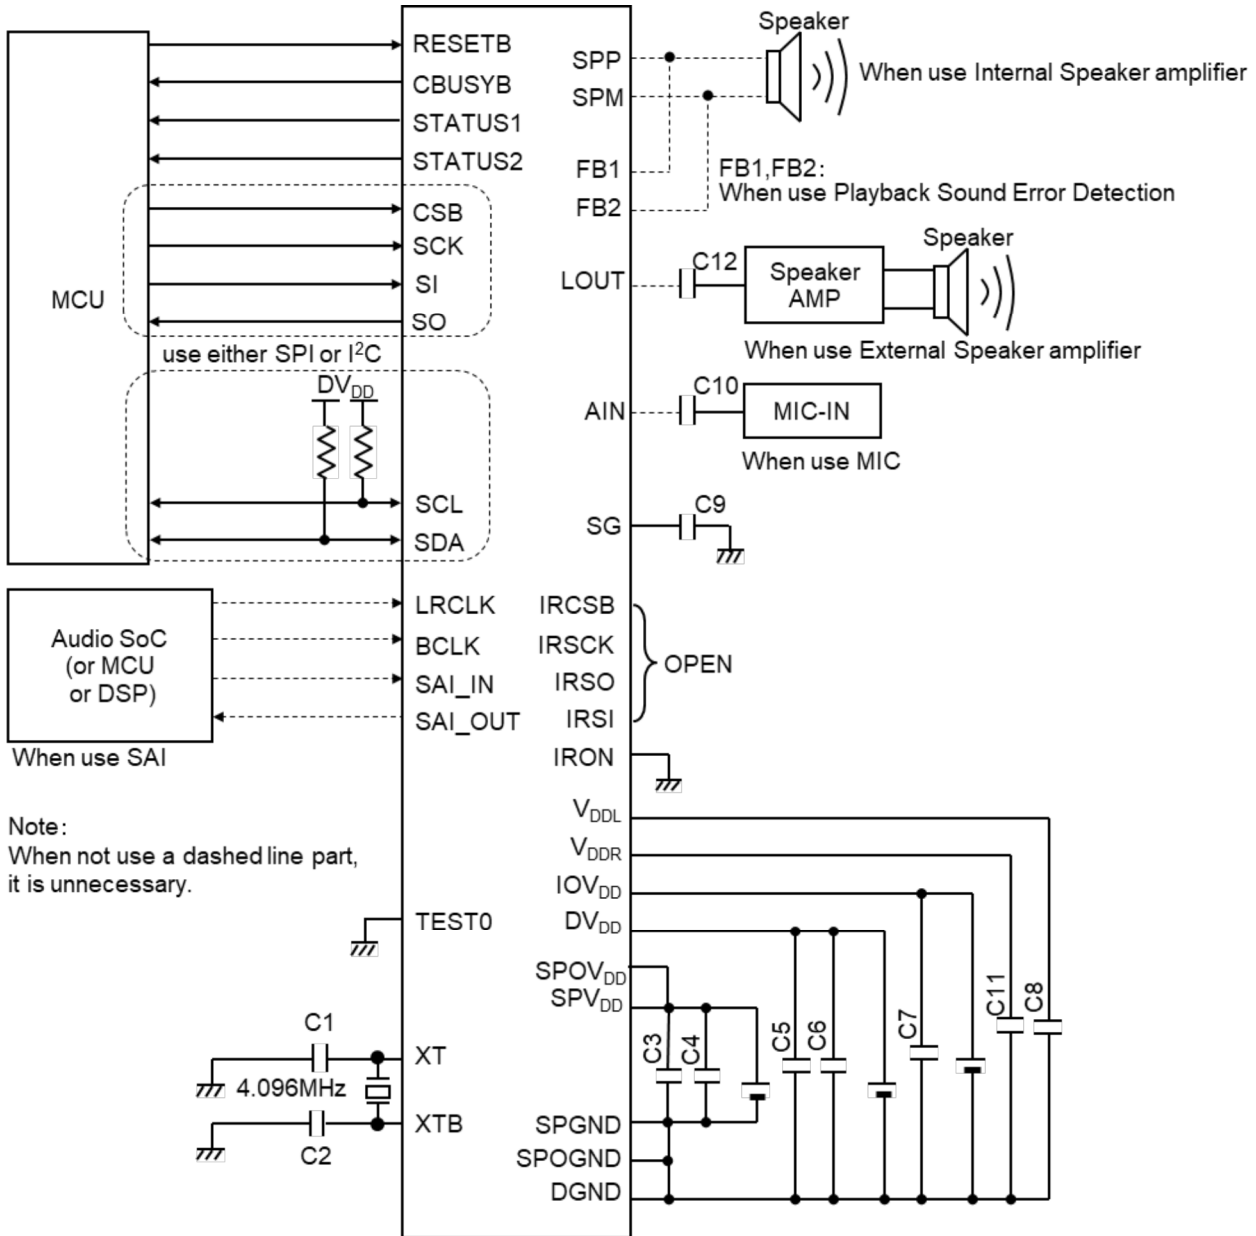 Speaker
RESETB
SPP
When use Internal Speaker amplifier
CBUSYB
SPM
STATUS1
STATUS2
FB1
FB1,FB2:
When use Playback Sound Error Detection
CSB
FB2
SCK
Speaker
C12
LOUT
Speaker
AMP
MCU
SI
SO
When use External Speaker amplifier
use either SPI or I²C
DVDD
C10
AIN
MIC-IN
When use MIC
SCL
C9
SG
SDA
LRCLK
IRCSB
Audio SoC
(or MCU
or DSP)
BCLK
IRSCK
OPEN
SAI_IN
IRSO
SAI_OUT
IRSI
When use SAI
IRON
VDDL
Note:
When not use a dashed line part,
it is unnecessary.
VDDR
IOVDD
TEST0
DVDD
SPOVDD
SPVDD
C1
XT
C3
C4
C5
C6
C7
C11
C8
4.096MHz
XTB
SPGND
C2
SPOGND
DGND